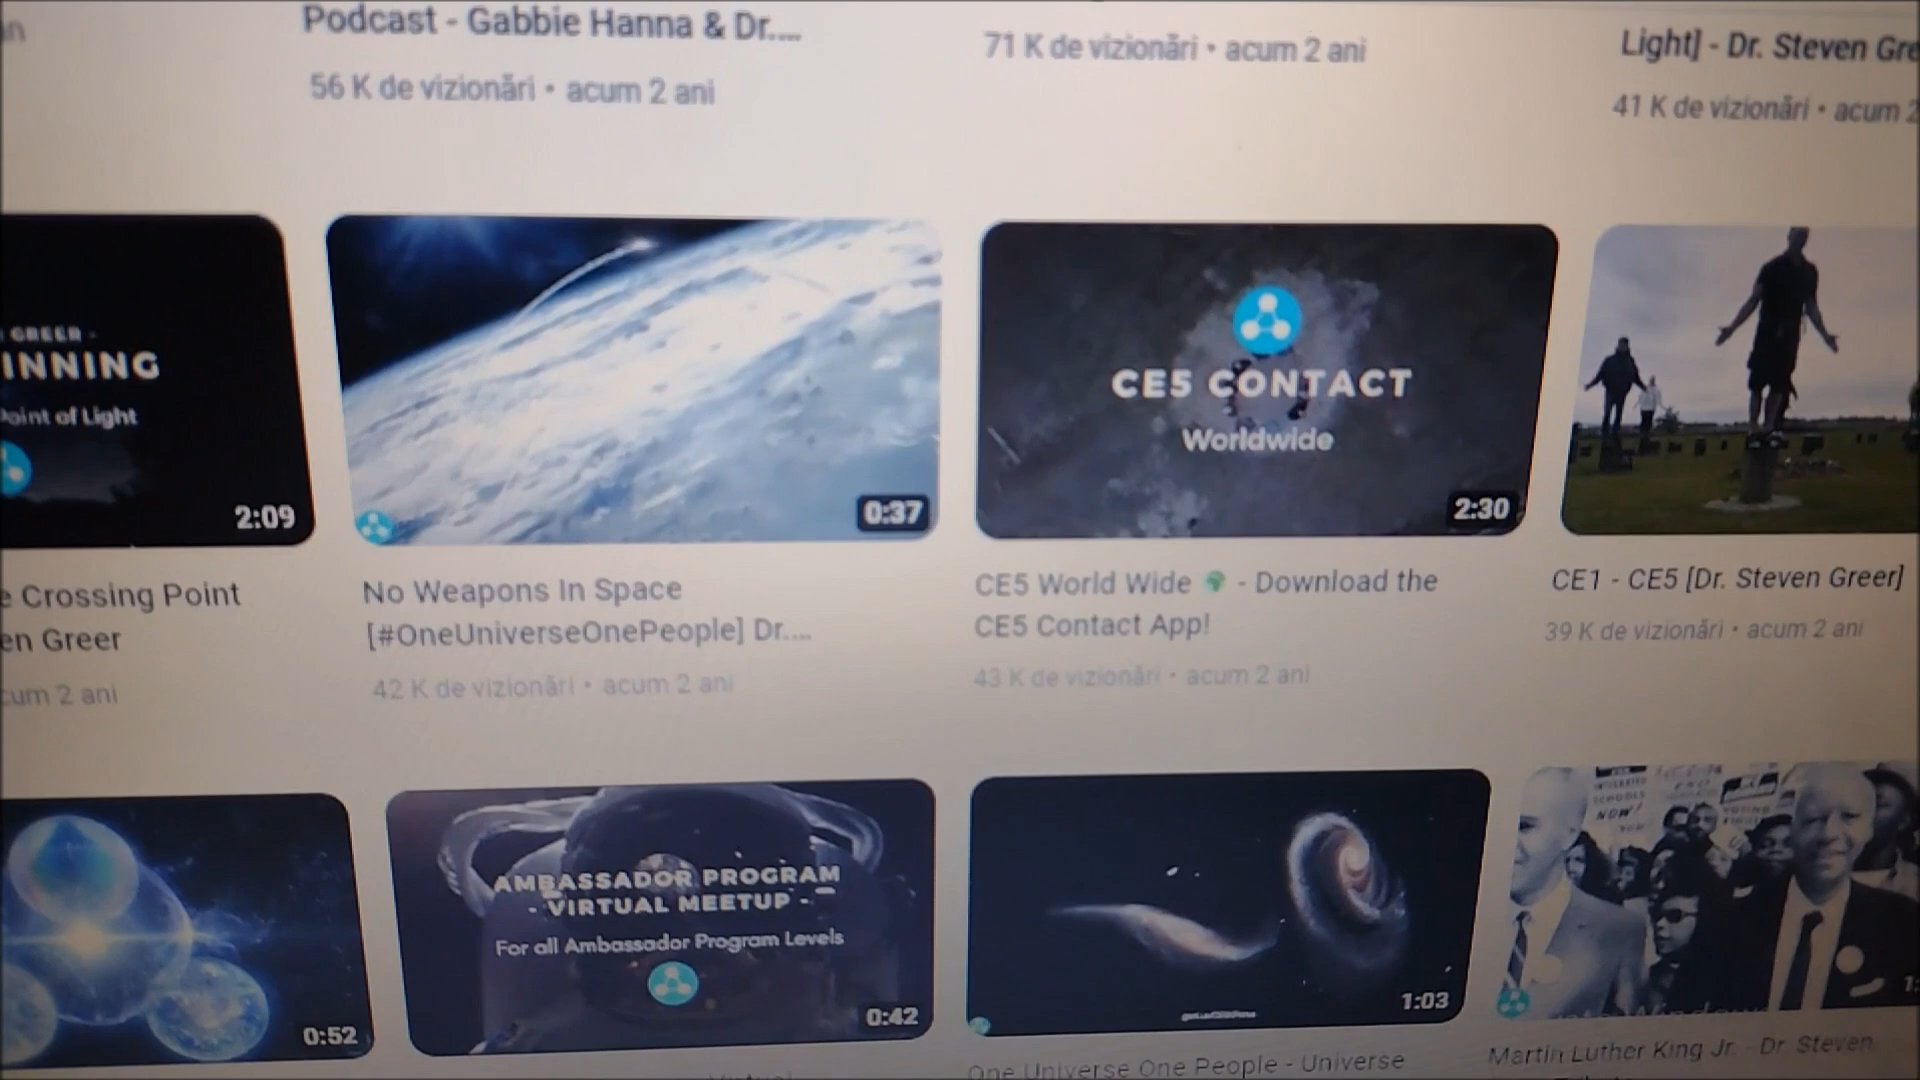 Podcast - Gabbie Hanna & Dr....
56 K de vizionări • acum 2 ani
71 K de vizionări • acum 2 ani
Light] - Dr. Steven Gre
41 K de vizionări • acum 2
GREER -
INNING
Point of Light
2:09
0:37
CE5 CONTACT
Worldwide
2:30
e Crossing Point
en Greer
cum 2 ani
No Weapons In Space
[#OneUniverseOnePeople] Dr....
42 K de vizionări • acum 2 ani
CE5 World Wide - Download the
CE5 Contact App!
43 K de vizionări • acum 2 ani
CE1 - CE5 [Dr. Steven Greer]
39 K de vizionări • acum 2 ani
0:52
AMBASSADOR PROGRAM
- VIRTUAL MEETUP -
For all Ambassador Program Levels
0:42
1:03
SCHOOLS
NOW!
One Universe One People - Universe
Martin Luther King Jr. - Dr. Steven